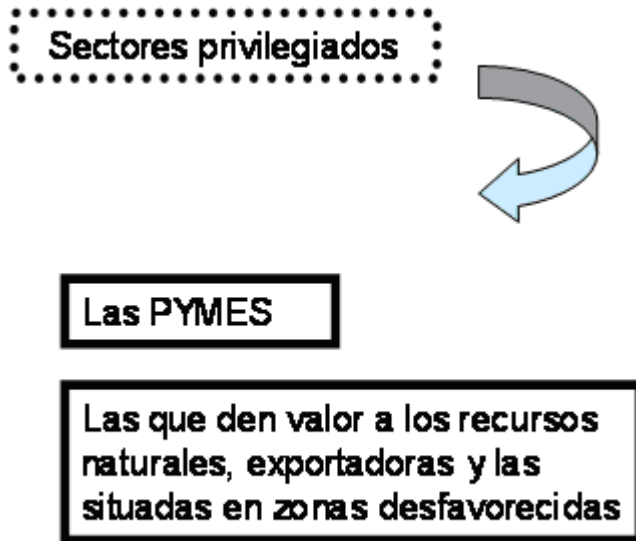 Sectores privilegiados
Las PYMES
Las que den valor a los recursos
naturales, exportadoras y las
situadas en zonas desfavorecidas